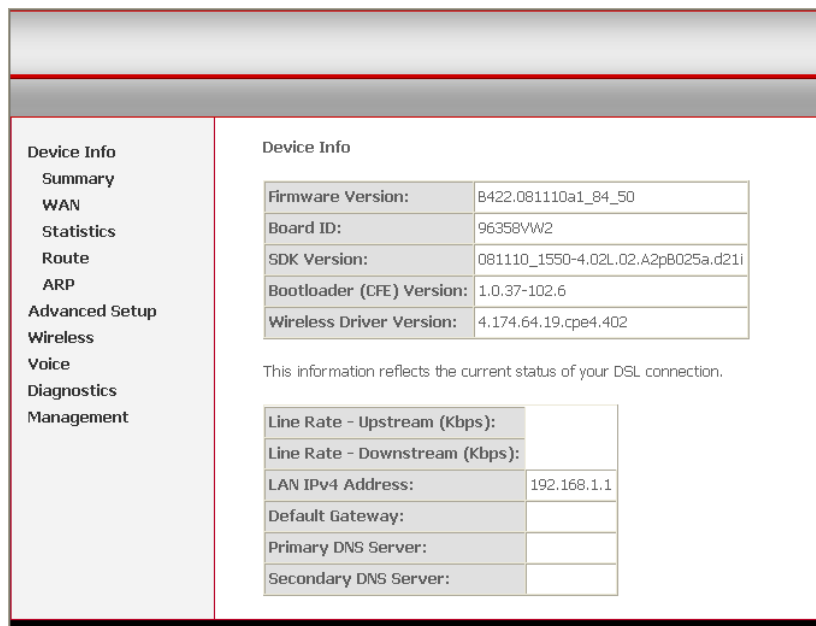 Device Info
Summary
WAN
Statistics
Route
ARP
Advanced Setup
Wireless
Voice
Diagnostics
Management
Device Info
Firmware Version: B422.081110a1_84_50
Board ID: 96358VW2
SDK Version: 081110_1550-4.02L.02.A2pB025a.d21i
Bootloader (CFE) Version: 1.0.37-102.6
Wireless Driver Version: 4.174.64.19.cpe4.402
This information reflects the current status of your DSL connection.
Line Rate - Upstream (Kbps):
Line Rate - Downstream (Kbps):
LAN IPv4 Address: 192.168.1.1
Default Gateway:
Primary DNS Server:
Secondary DNS Server: